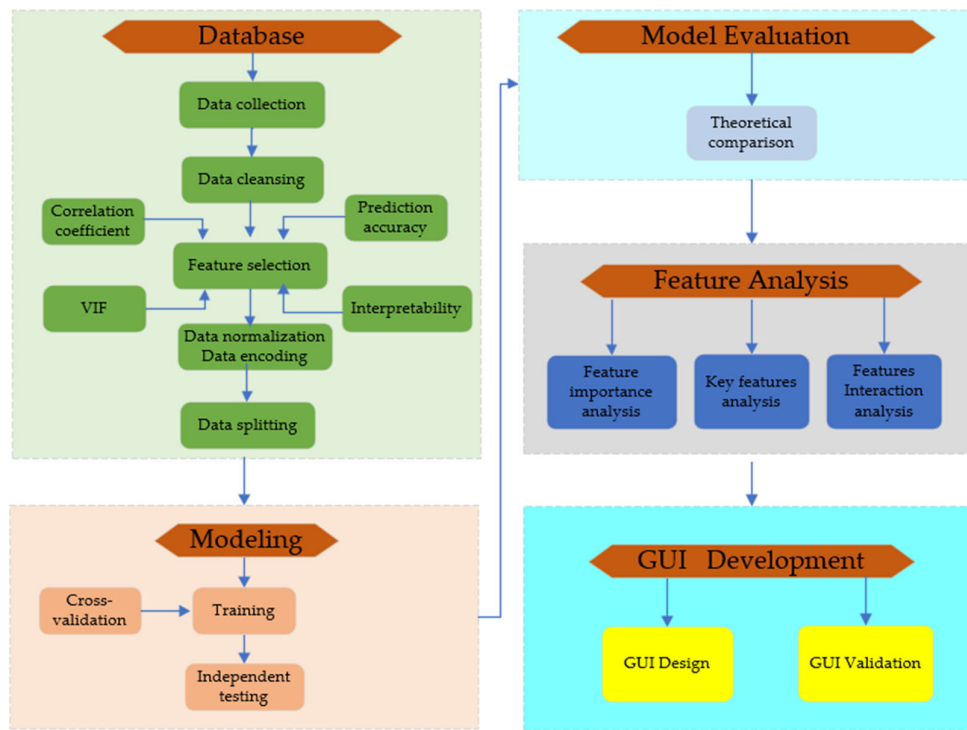 Database
Data collection
Data cleansing
Correlation
coefficient
Prediction
accuracy
Feature selection
VIF
Interpretability
Data normalization
Data encoding
Data splitting
Modeling
Cross-
validation
Training
Independent
testing
Model Evaluation
Theoretical
comparison
Feature Analysis
Feature
importance
analysis
Key features
analysis
Features
Interaction
analysis
GUI Development
GUI Design
GUI Validation